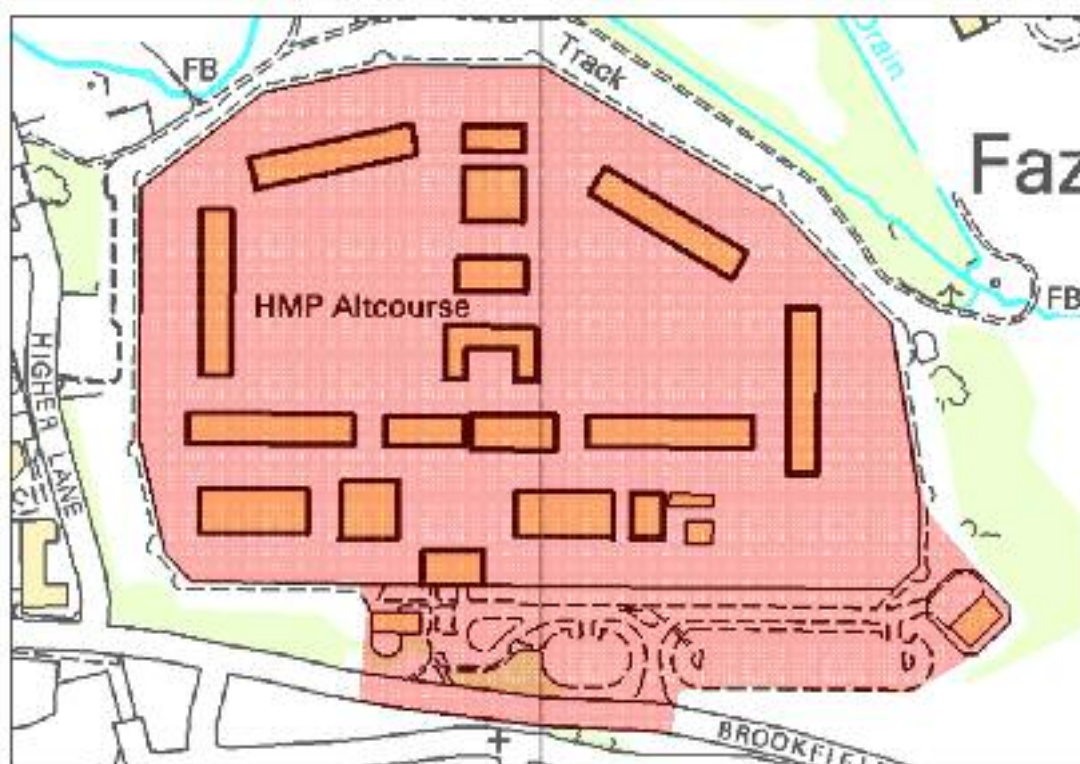 FB
Track
Drain
Faz
FB
HMP Altcourse
HIGHER LANE
BROOKFIEL